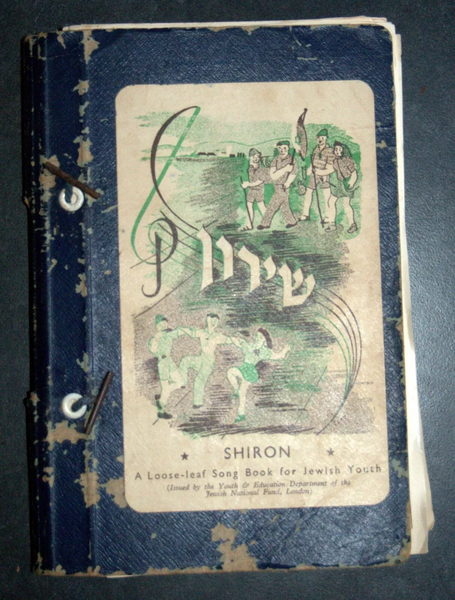 שירון
★ SHIRON ★
A Loose-leaf Song Book for Jewish Youth
(Issued by the Youth & Education Department of the
Jewish National Fund, London)